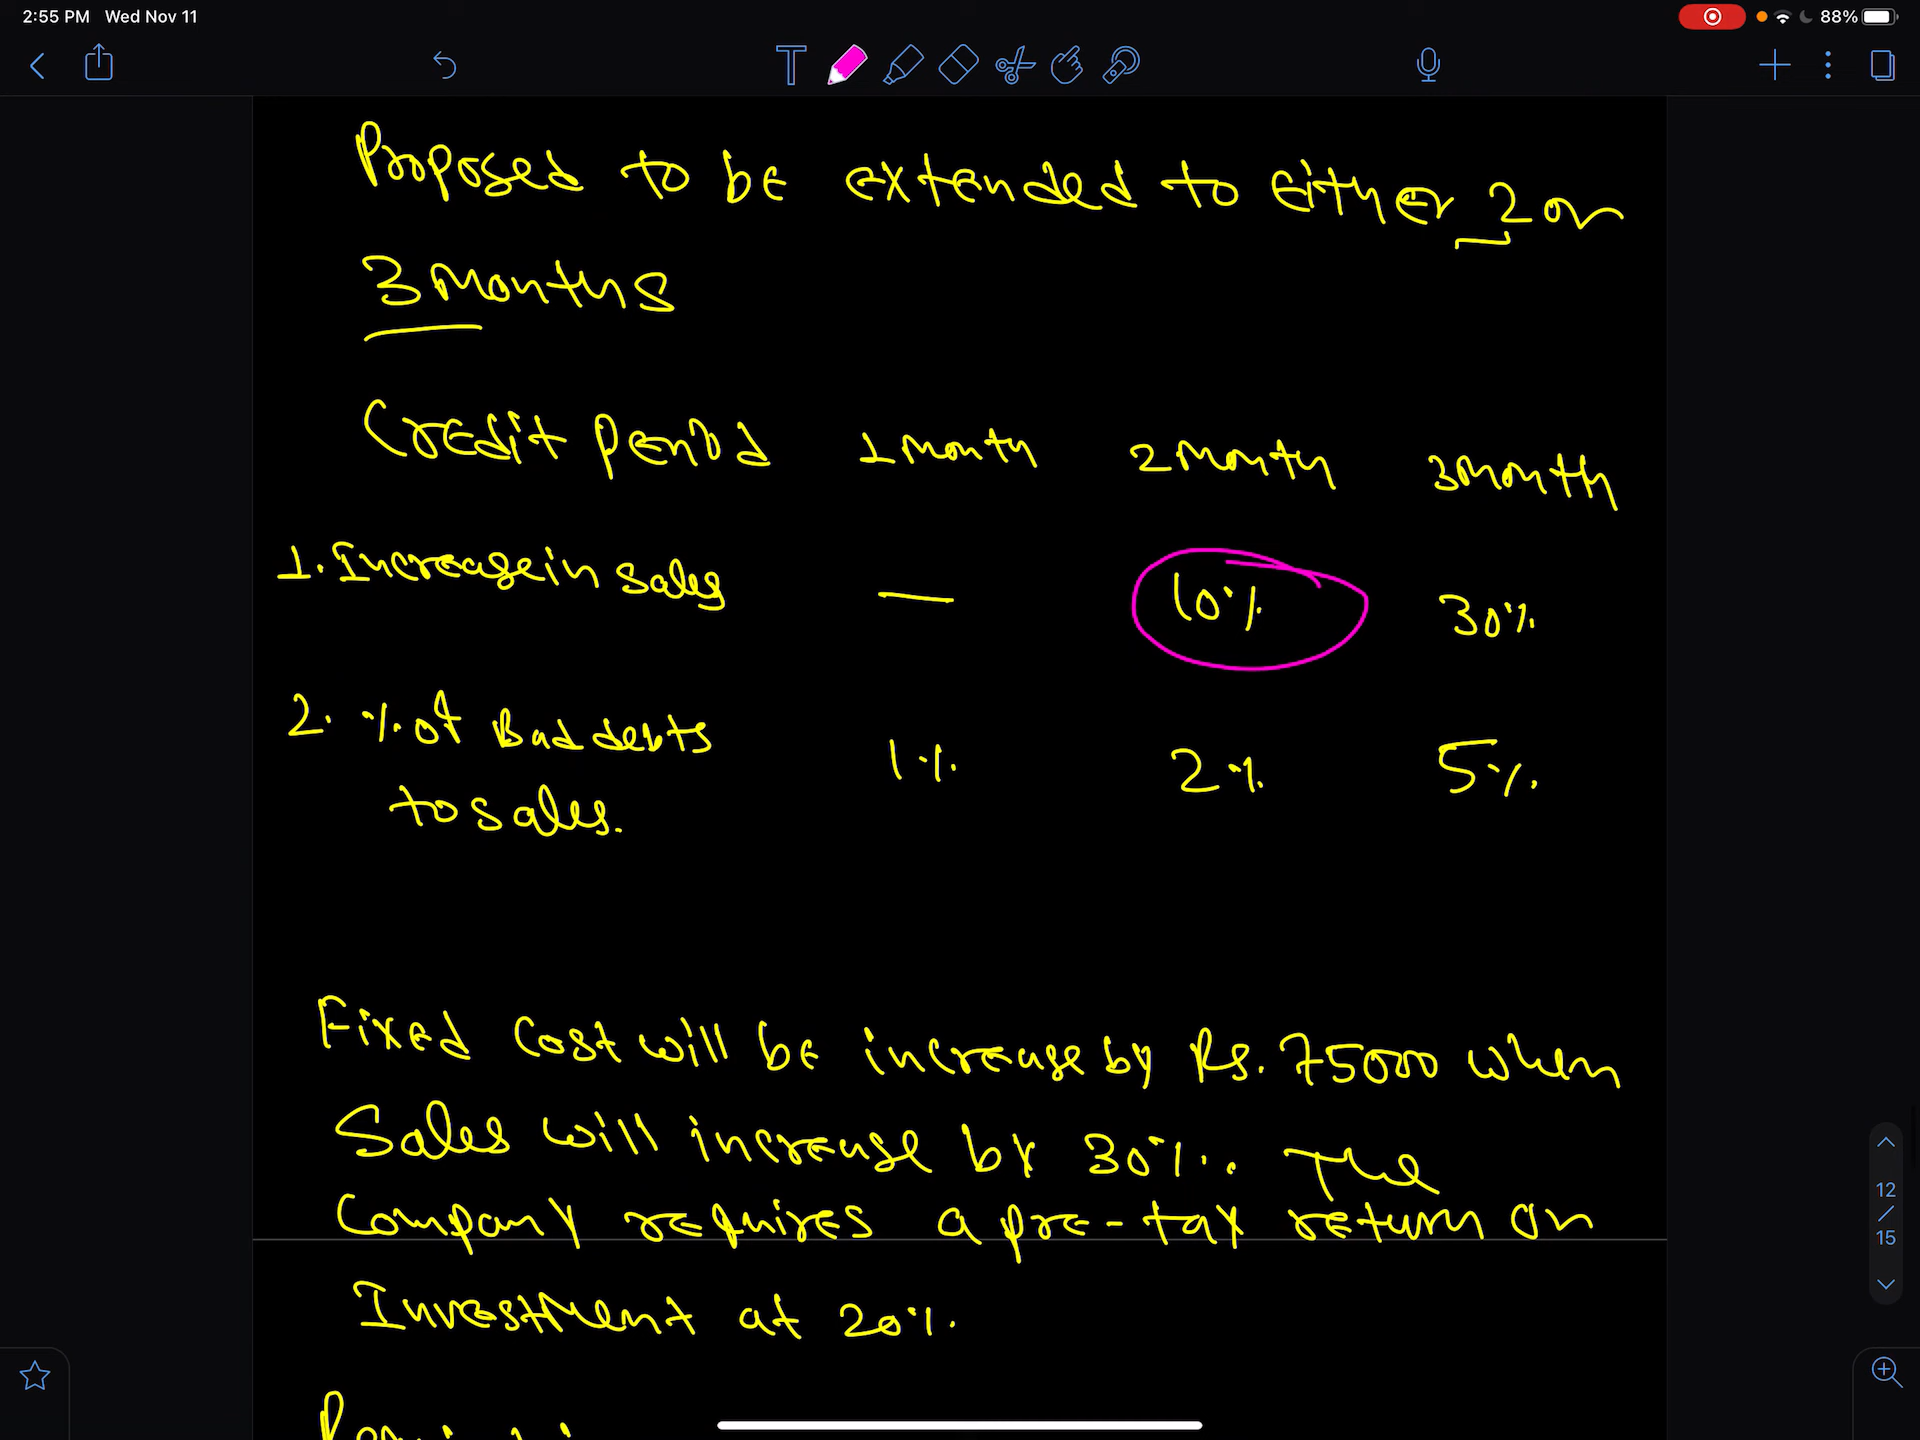 2:55 PM Wed Nov 11
88%
Proposed to be extended to Either 2 or
3 months
Credit Period 1 month 2 month 3 month
1. Increase in sales — 10% 30%
2. % of Bad debts 1% 2% 5%
to sales.
Fixed Cost will be increase by Rs. 75000 when
Sales will increase by 30%. The
Company requires a pre-tax return on
Investment at 20%.
12
/
15